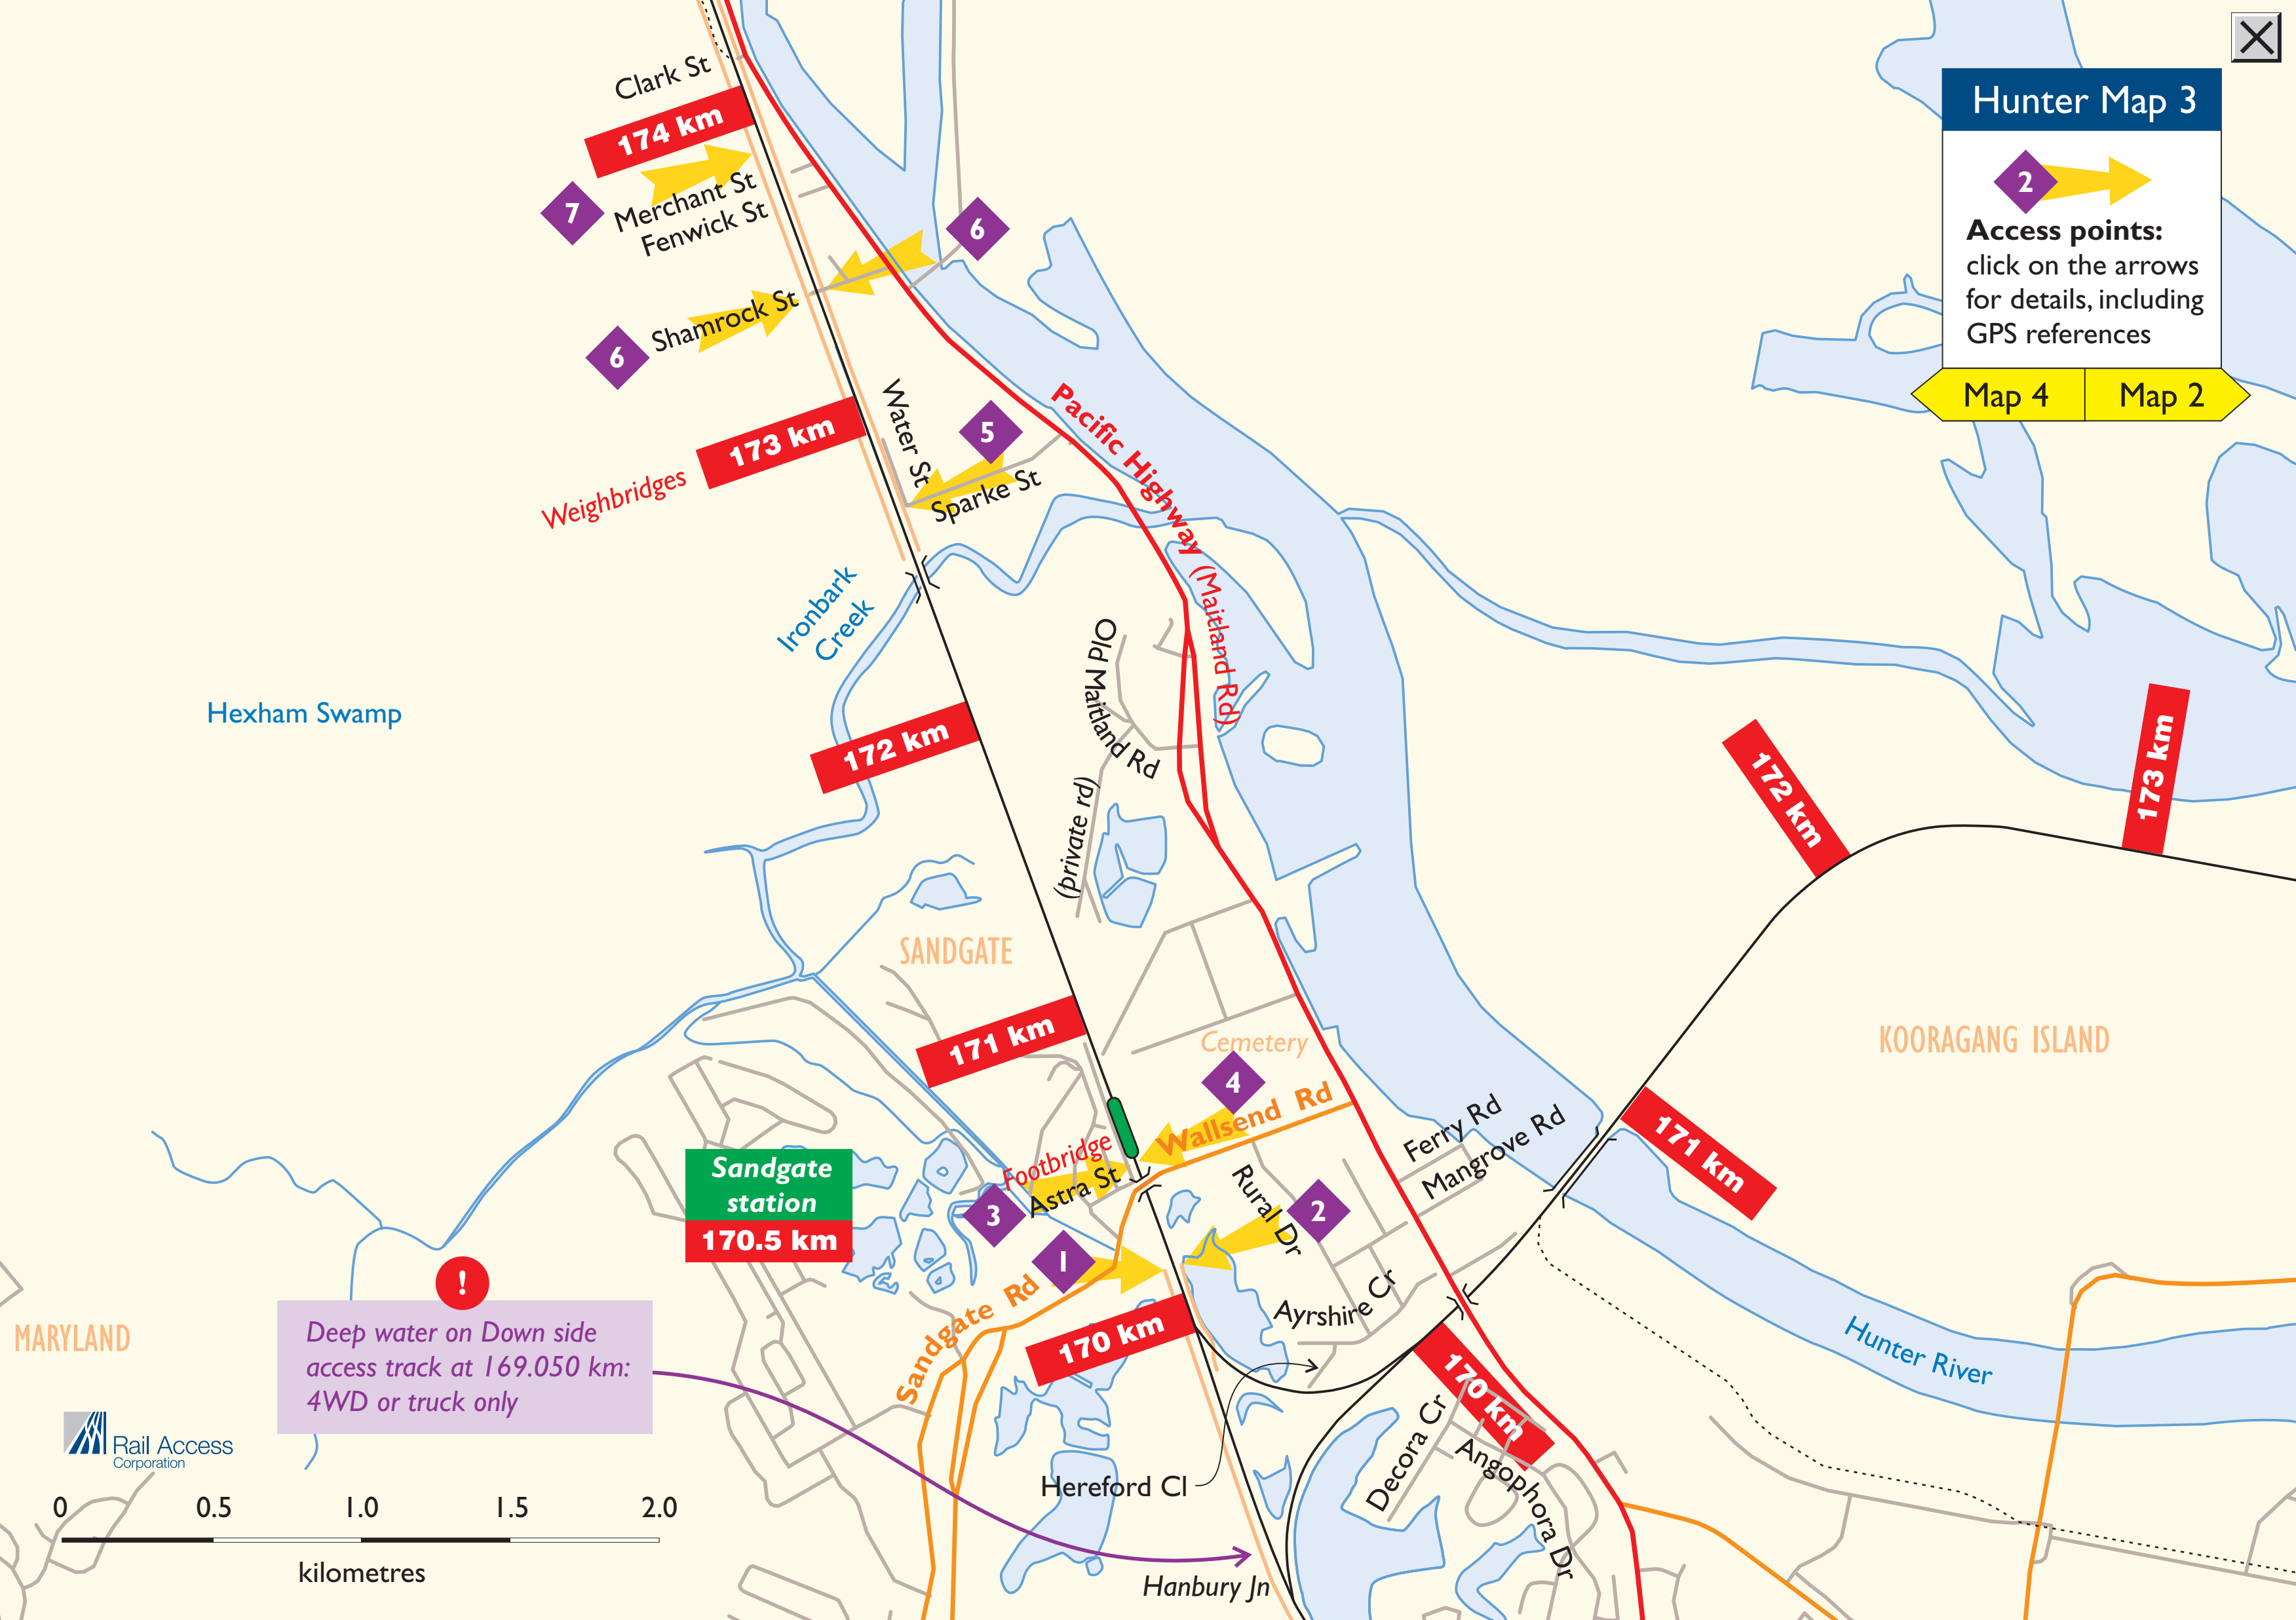 Clark St
174 km
7
Merchant St
Fenwick St
6
Shamrock St
6
Hunter Map 3
2
Access points:
click on the arrows
for details, including
GPS references
Map 4
Map 2
173 km
Weighbridges
Water St
5
Sparke St
Pacific Highway
(Maitland Rd)
Ironbark
Creek
Old Maitland Rd
(private rd)
Hexham Swamp
172 km
172 km
173 km
SANDGATE
171 km
Cemetery
4
Wallsend Rd
KOORAGANG ISLAND
Ferry Rd
Mangrove Rd
171 km
Footbridge
Astra St
3
Sandgate
station
170.5 km
Rural Dr
2
1
Sandgate Rd
Ayrshire Cr
170 km
170 km
Hunter River
MARYLAND
!
Deep water on Down side
access track at 169.050 km:
4WD or truck only
Decora Cr
Angophora Dr
Hereford Cl
Hanbury Jn
Rail Access
Corporation
0 0.5 1.0 1.5 2.0
kilometres